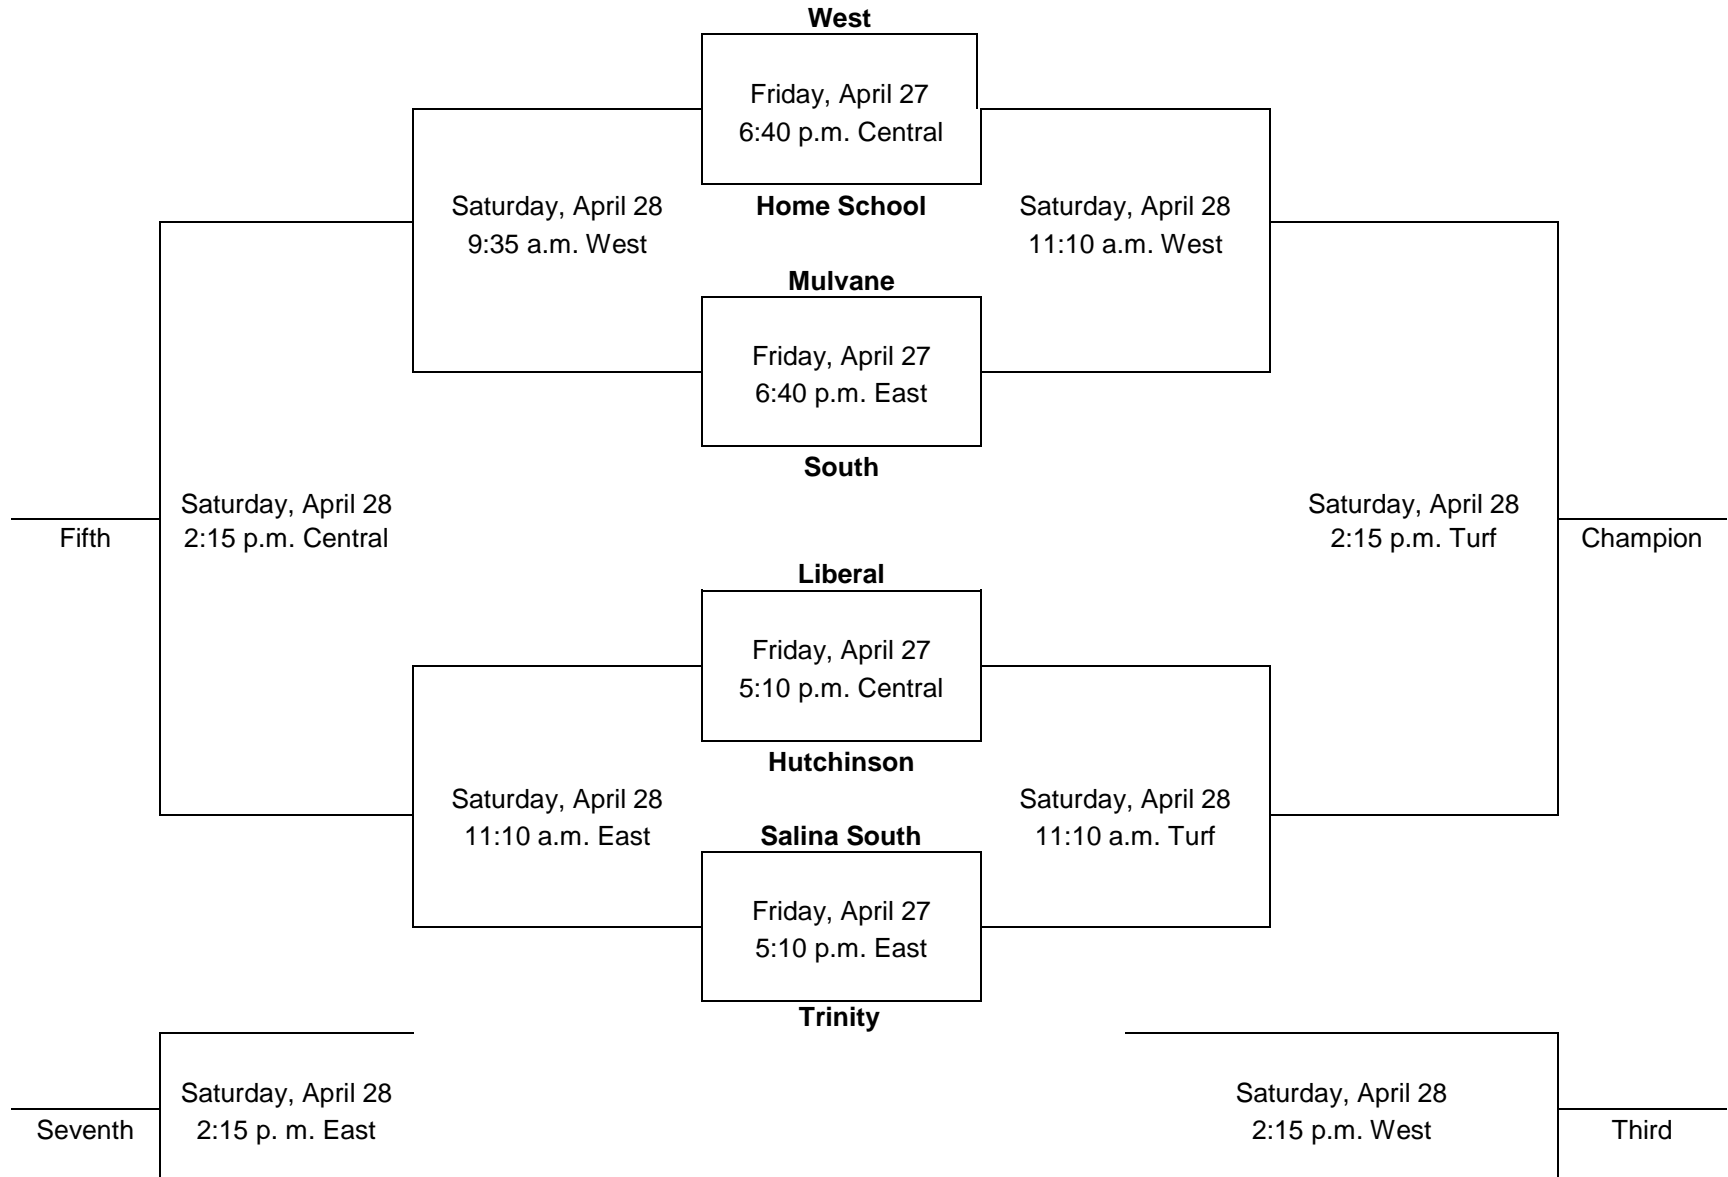 West
Friday, April 27
6:40 p.m. Central
Saturday, April 28
9:35 a.m. West
Home School
Saturday, April 28
11:10 a.m. West
Mulvane
Friday, April 27
6:40 p.m. East
South
Saturday, April 28
2:15 p.m. Central
Fifth
Saturday, April 28
2:15 p.m. Turf
Champion
Liberal
Friday, April 27
5:10 p.m. Central
Hutchinson
Saturday, April 28
11:10 a.m. East
Saturday, April 28
11:10 a.m. Turf
Salina South
Friday, April 27
5:10 p.m. East
Trinity
Saturday, April 28
2:15 p. m. East
Seventh
Saturday, April 28
2:15 p.m. West
Third